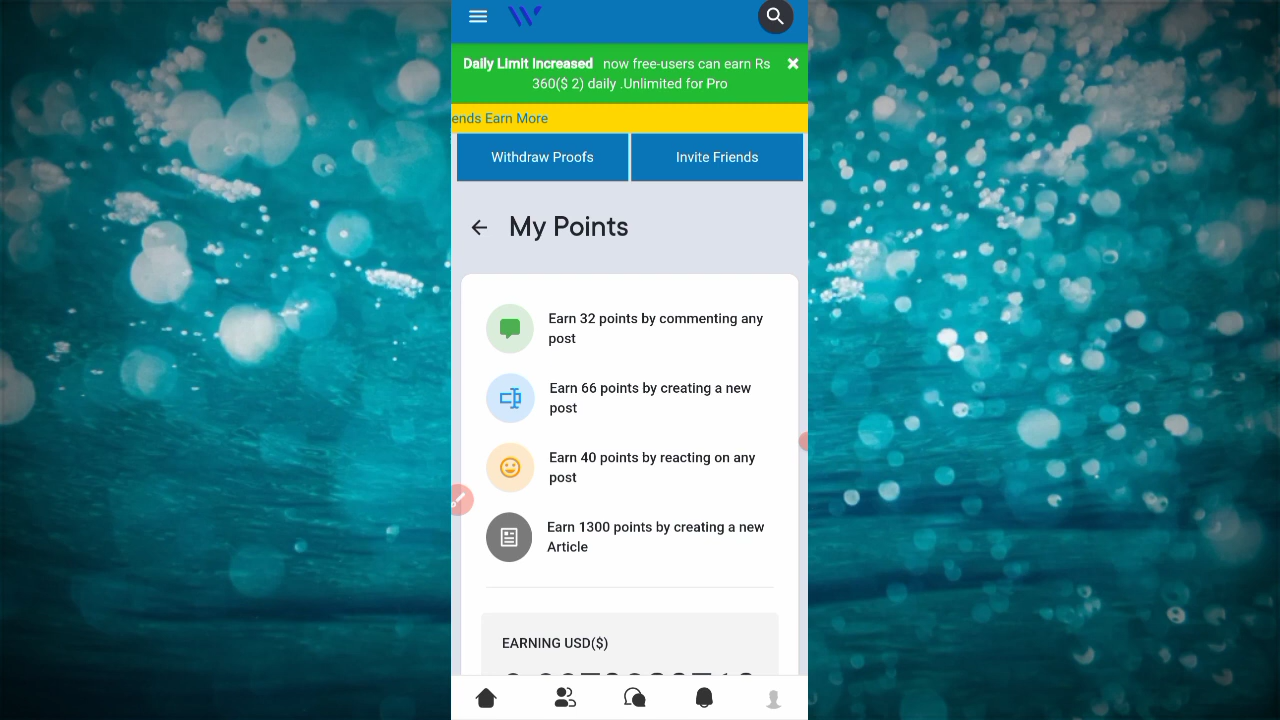 Daily Limit Increased now free-users can earn Rs
360($ 2) daily .Unlimited for Pro
ends Earn More
Withdraw Proofs
Invite Friends
My Points
Earn 32 points by commenting any
post
Earn 66 points by creating a new
post
Earn 40 points by reacting on any
post
Earn 1300 points by creating a new
Article
EARNING USD($)